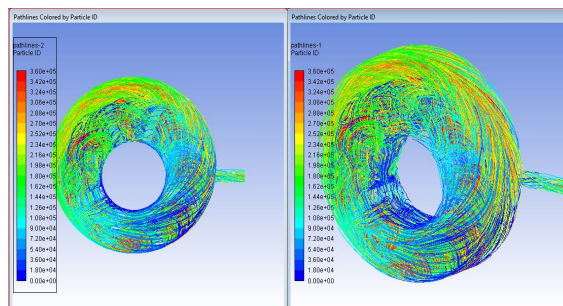 Pathlines Colored by Particle ID
pathlines-2
Particle ID
3.60e+05
3.42e+05
3.24e+05
3.06e+05
2.88e+05
2.70e+05
2.52e+05
2.34e+05
2.16e+05
1.98e+05
1.80e+05
1.62e+05
1.44e+05
1.26e+05
1.08e+05
9.00e+04
7.20e+04
5.40e+04
3.60e+04
1.80e+04
0.00e+00
Pathlines Colored by Particle ID
pathlines-1
Particle ID
3.60e+05
3.42e+05
3.24e+05
3.06e+05
2.88e+05
2.70e+05
2.52e+05
2.34e+05
2.16e+05
1.98e+05
1.80e+05
1.62e+05
1.44e+05
1.26e+05
1.08e+05
9.00e+04
7.20e+04
5.40e+04
3.60e+04
1.80e+04
0.00e+00